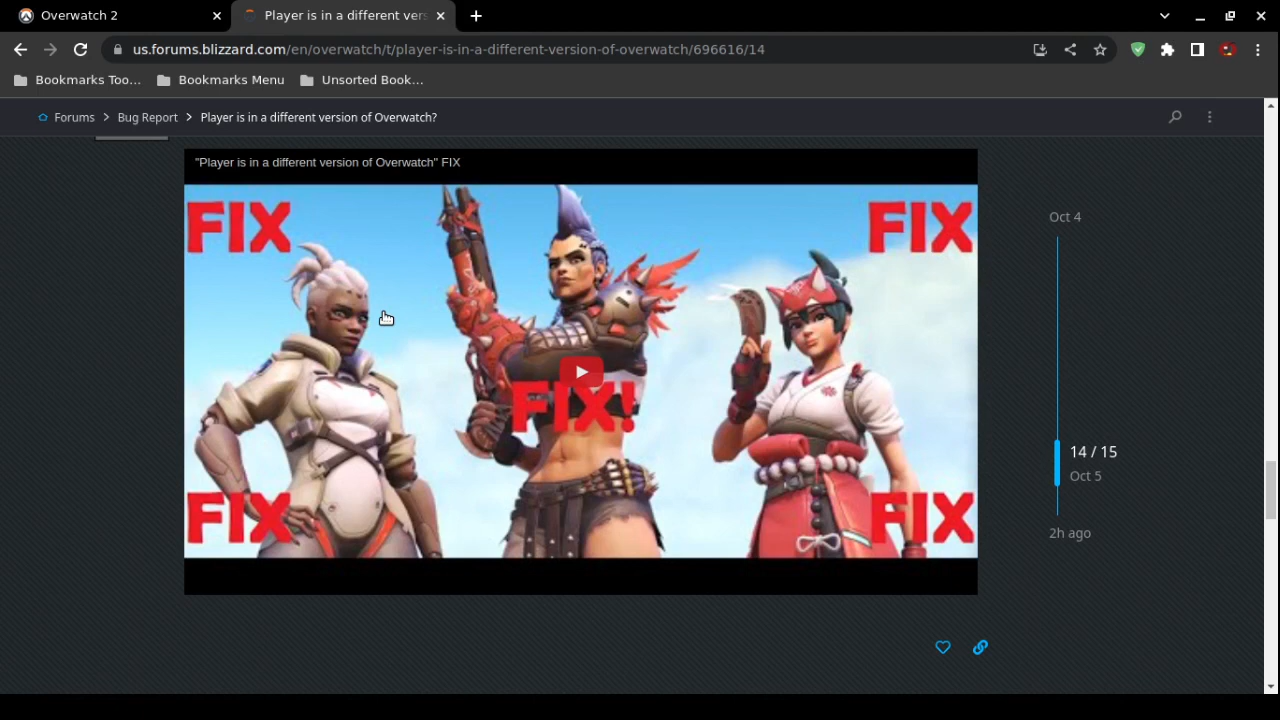 Overwatch 2
Player is in a different vers
us.forums.blizzard.com/en/overwatch/t/player-is-in-a-different-version-of-overwatch/696616/14
Bookmarks Too... Bookmarks Menu Unsorted Book...
Forums > Bug Report > Player is in a different version of Overwatch?
"Player is in a different version of Overwatch" FIX
FIX FIX
FIX!
FIX FIX
Oct 4
14 / 15
Oct 5
2h ago